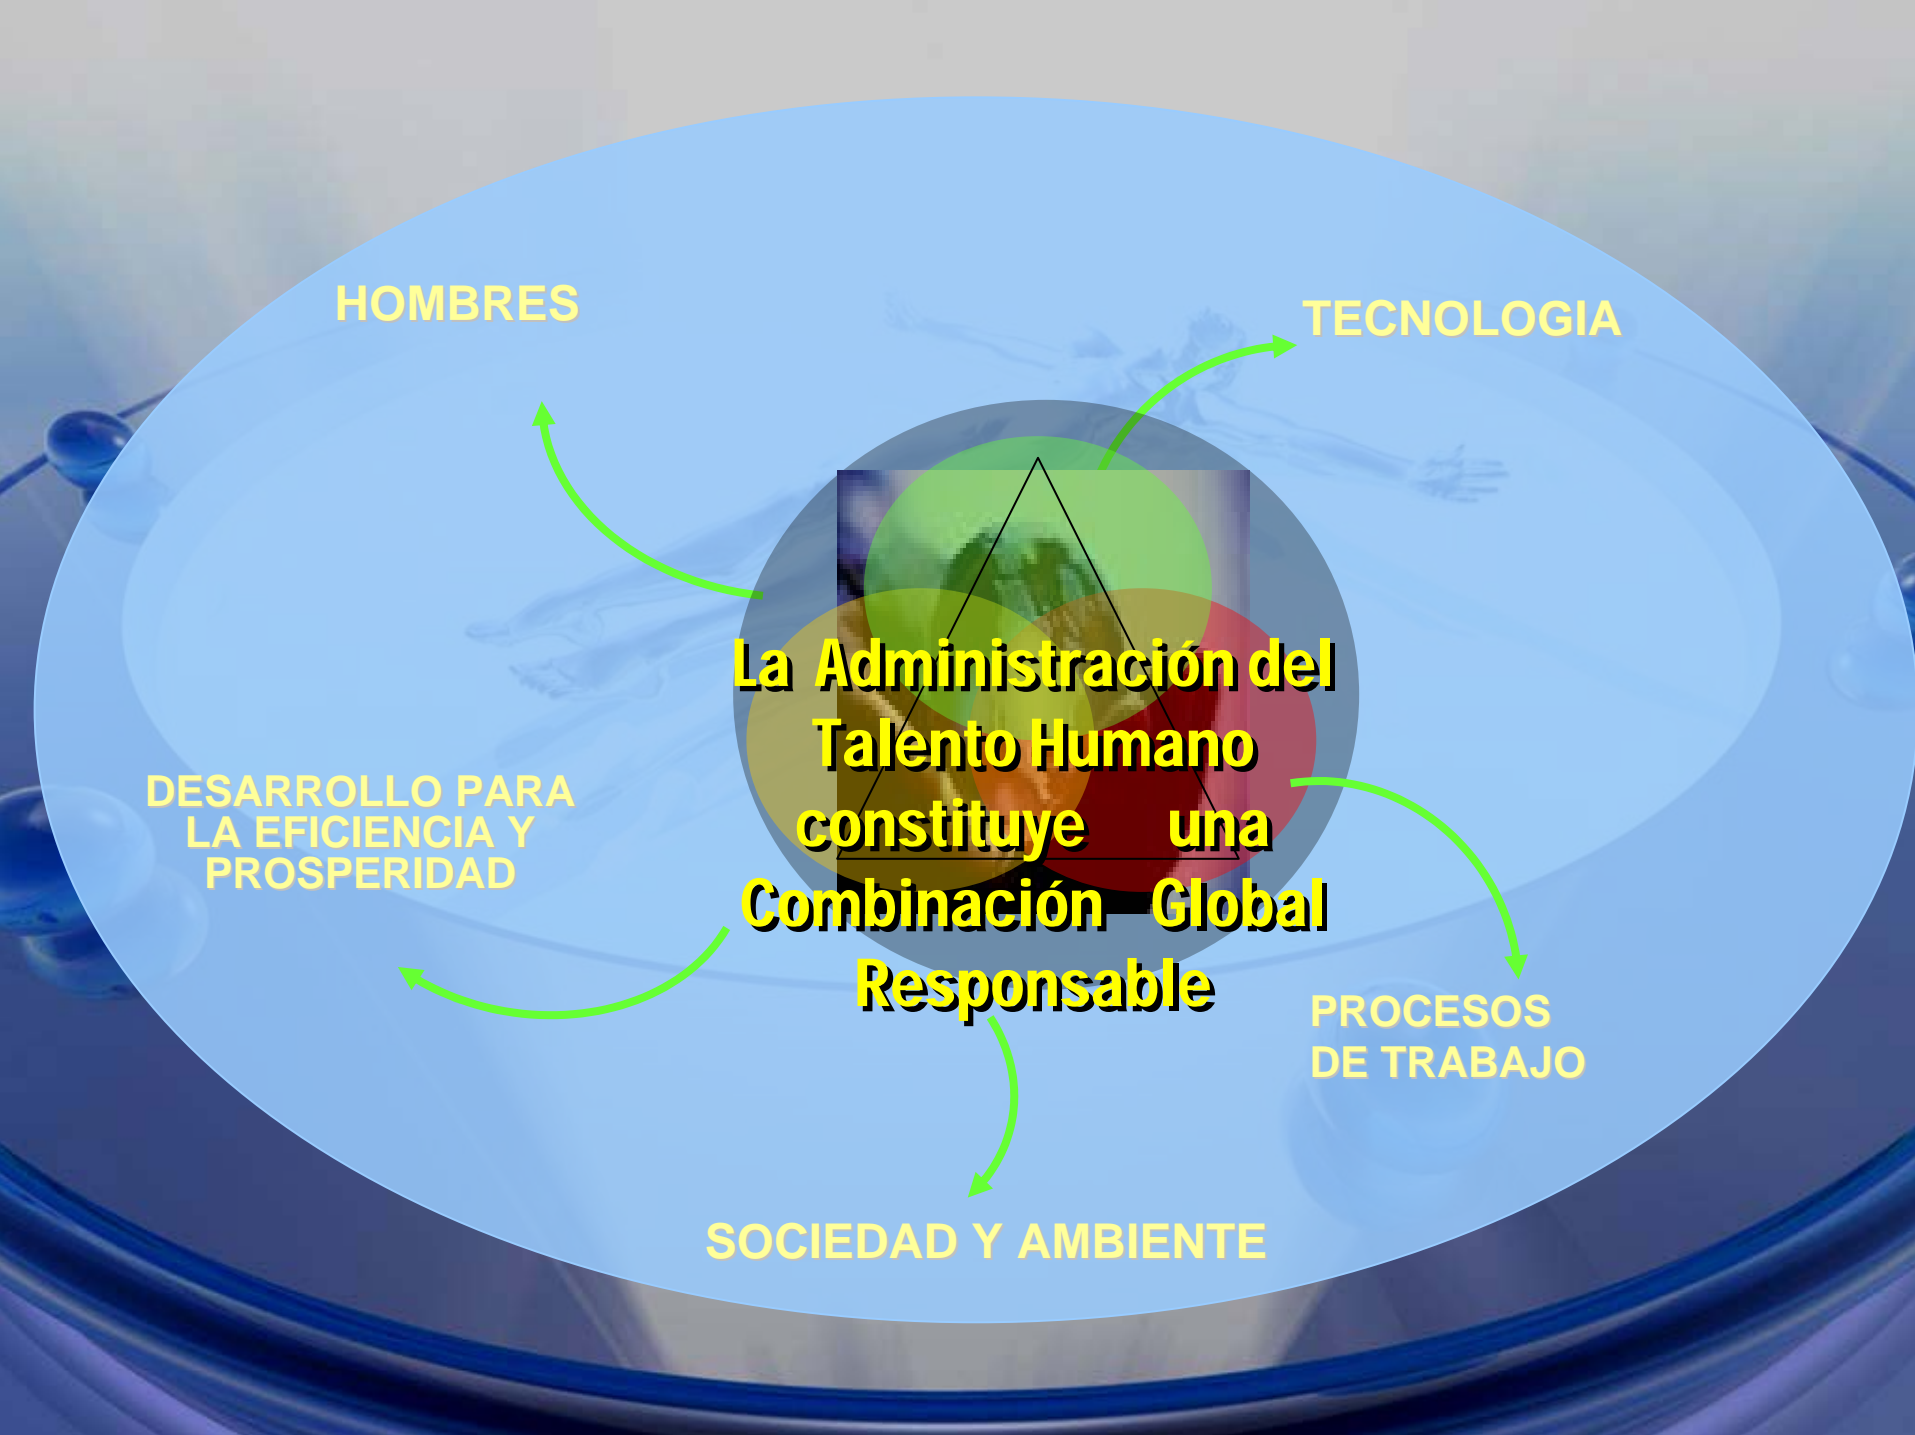 HOMBRES
TECNOLOGIA
La Administración del
Talento Humano
constituye una
Combinación Global
Responsable
DESARROLLO PARA
LA EFICIENCIA Y
PROSPERIDAD
PROCESOS
DE TRABAJO
SOCIEDAD Y AMBIENTE